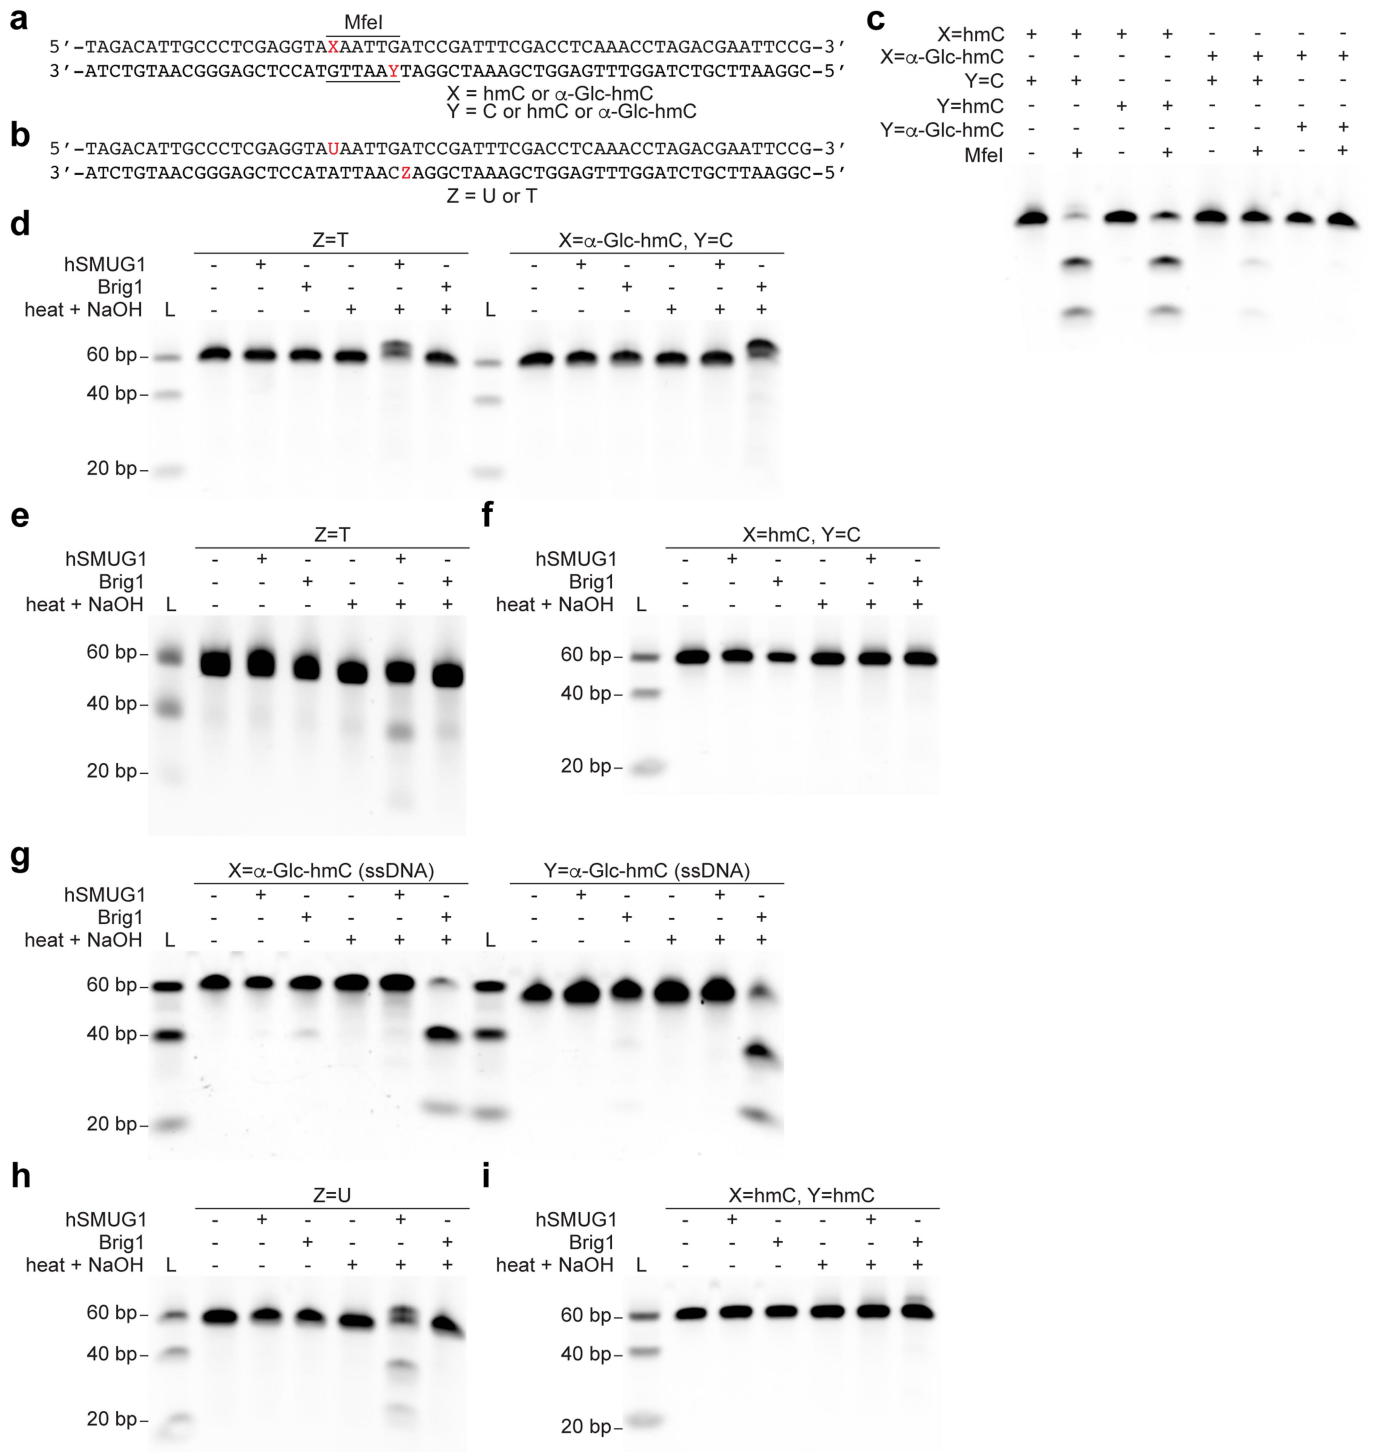 a
MfeI
5′-TAGACATTGCCCTCGAGGTAXAATTGATCCGATTTCGACCTCAAACCTAGACGAATTCCG-3′
3′-ATCTGTAACGGGAGCTCCATGTTAAYTAGGCTAAAGCTGGAGTTTGGATCTGCTTAAGGC-5′
X = hmC or α-Glc-hmC
Y = C or hmC or α-Glc-hmC
b
5′-TAGACATTGCCCTCGAGGTAUAATTGATCCGATTTCGACCTCAAACCTAGACGAATTCCG-3′
3′-ATCTGTAACGGGAGCTCCATATTAACZAGGCTAAAGCTGGAGTTTGGATCTGCTTAAGGC-5′
Z = U or T
c
X=hmC + + + + - - - -
X=α-Glc-hmC - - - - + + + +
Y=C + + - - + + - -
Y=hmC - - + + - - - -
Y=α-Glc-hmC - - - - - - + +
MfeI - + - + - + - +
d
Z=T X=α-Glc-hmC, Y=C
hSMUG1 - + - - + - - + - - + -
Brig1 - - + - - + - - + - - +
heat + NaOH L - - - + + + L - - - + + +
60 bp-
40 bp-
20 bp-
e
Z=T
hSMUG1 - + - - + -
Brig1 - - + - - +
heat + NaOH L - - - + + +
60 bp-
40 bp-
20 bp-
f
X=hmC, Y=C
hSMUG1 - + - - + -
Brig1 - - + - - +
heat + NaOH L - - - + + +
60 bp-
40 bp-
20 bp-
g
X=α-Glc-hmC (ssDNA) Y=α-Glc-hmC (ssDNA)
hSMUG1 - + - - + - - + - - + -
Brig1 - - + - - + - - + - - +
heat + NaOH L - - - + + + L - - - + + +
60 bp-
40 bp-
20 bp-
h
Z=U
hSMUG1 - + - - + -
Brig1 - - + - - +
heat + NaOH L - - - + + +
60 bp-
40 bp-
20 bp-
i
X=hmC, Y=hmC
hSMUG1 - + - - + -
Brig1 - - + - - +
heat + NaOH L - - - + + +
60 bp-
40 bp-
20 bp-